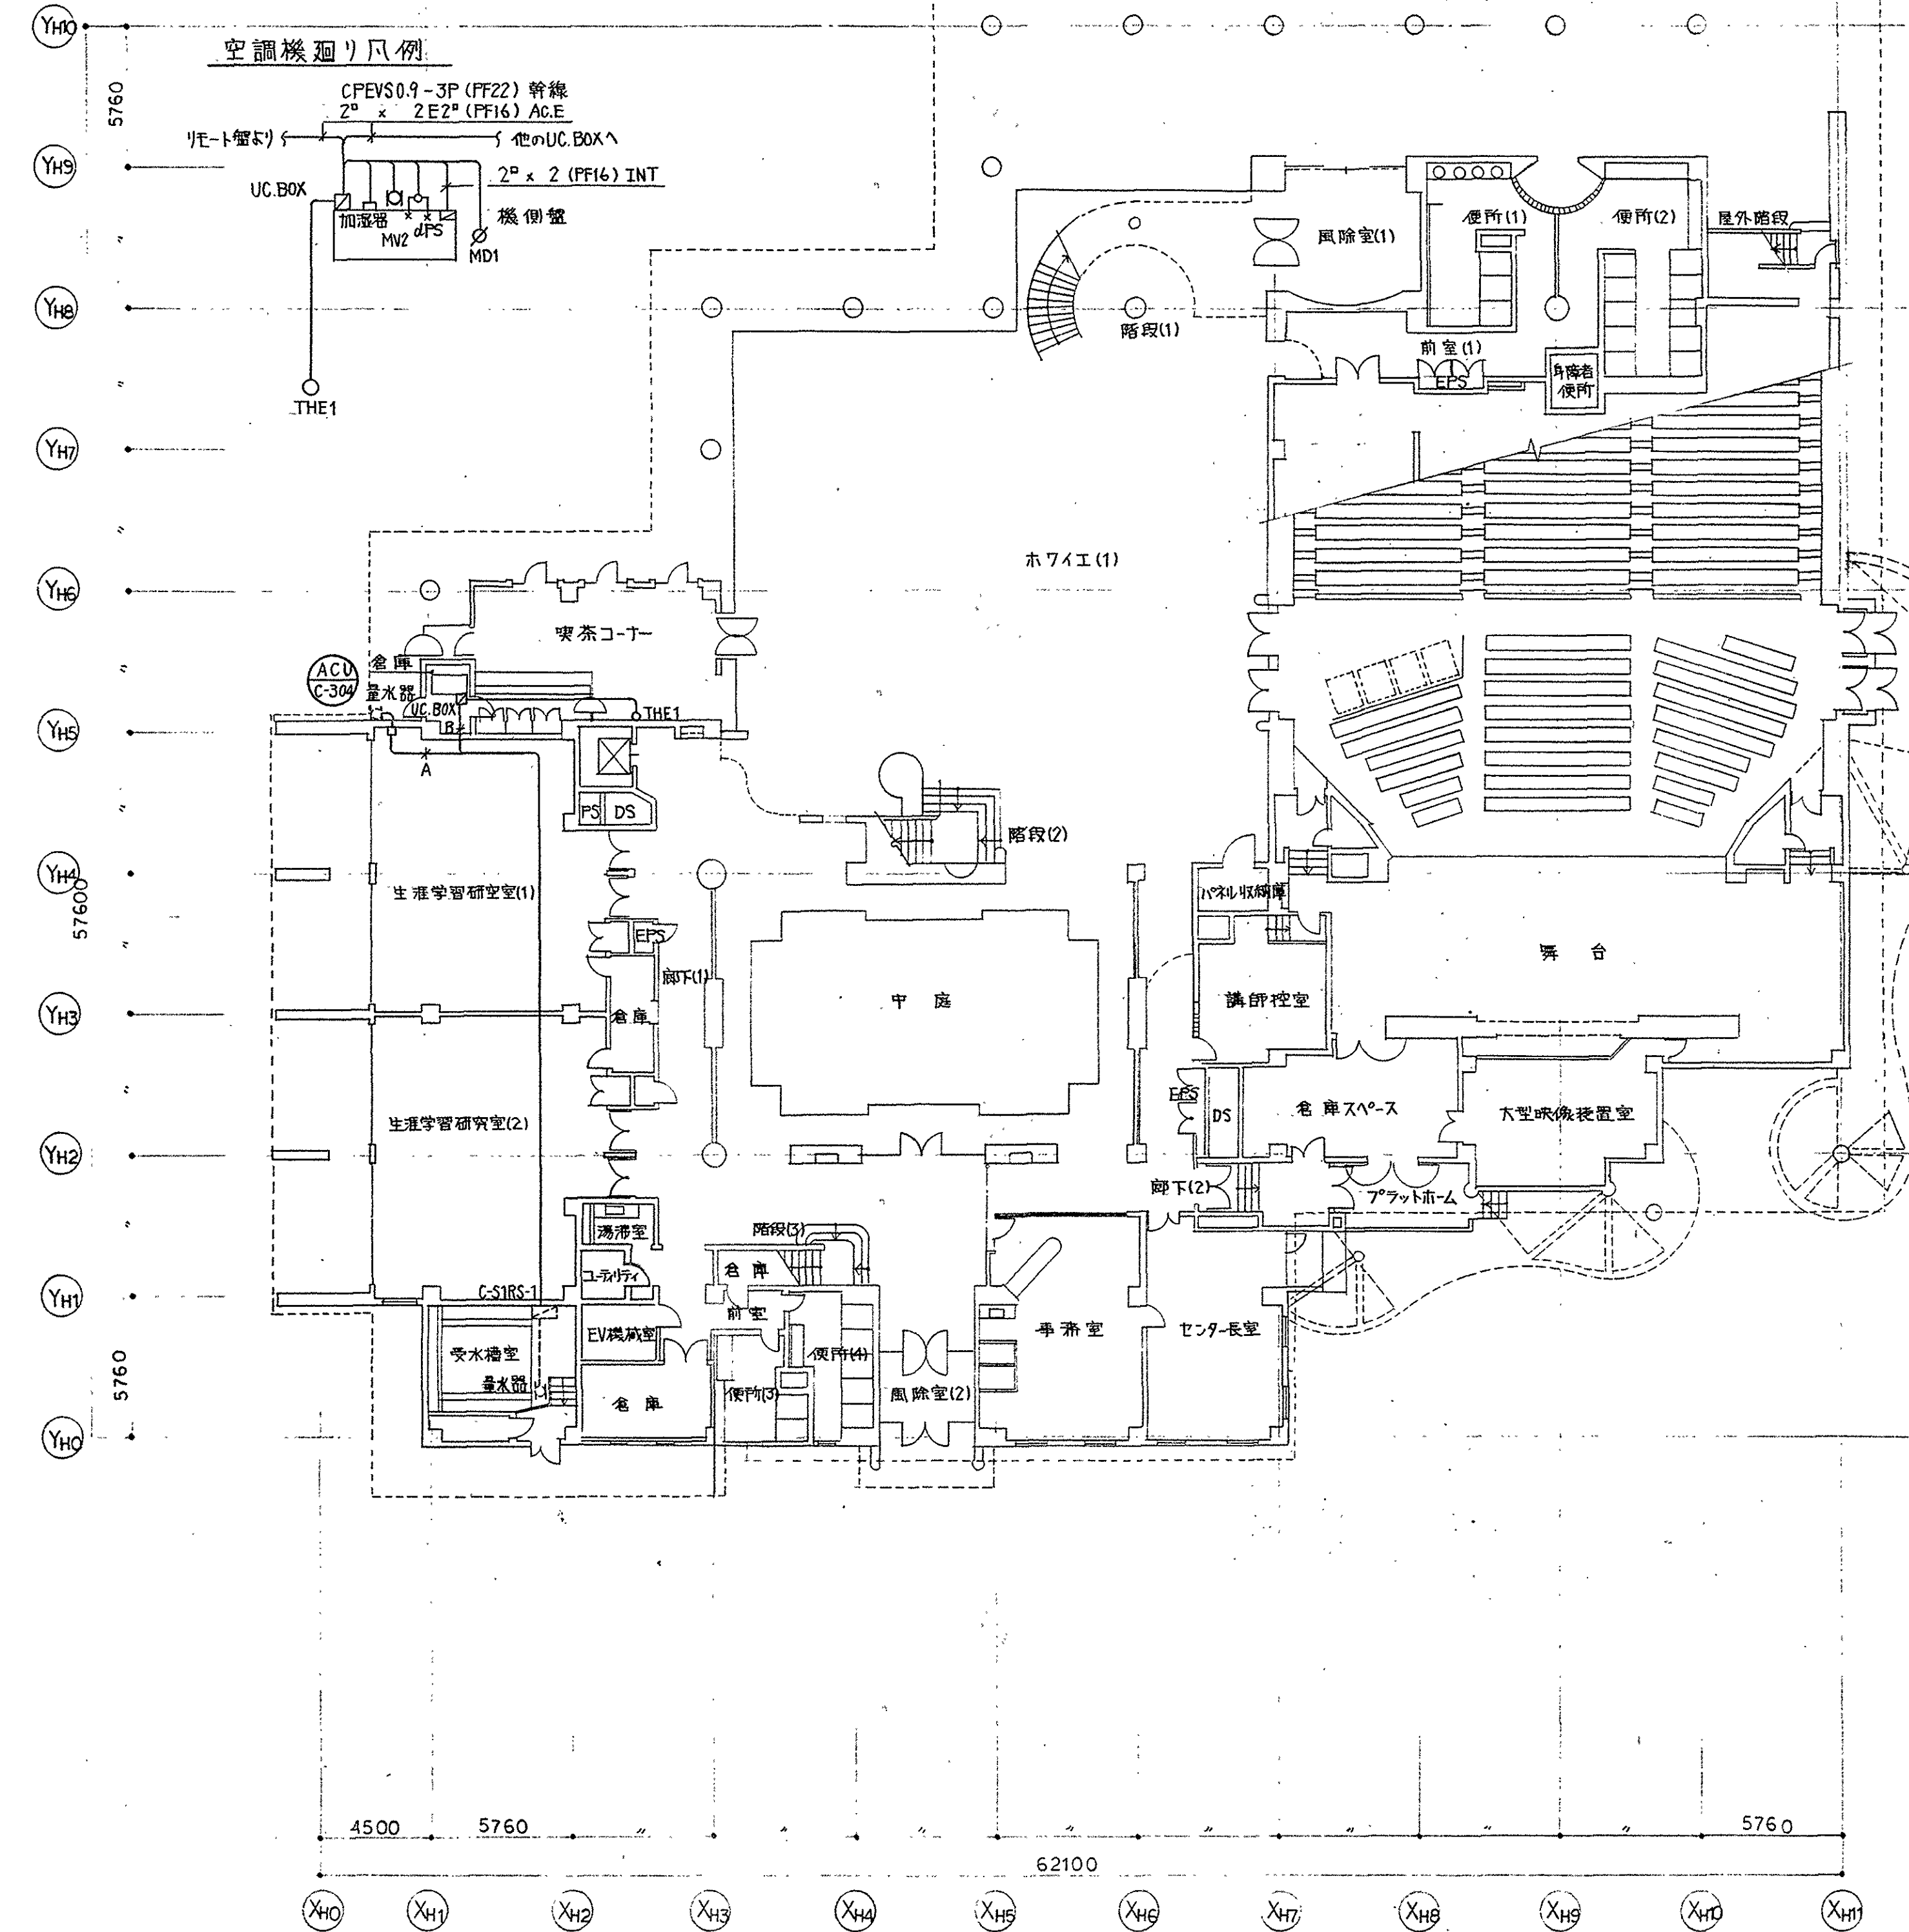 YH10
空調機廻り凡例
5760
CPEVS0.9-3P (PF22) 幹線
2□ x 2E2□ (PF16) AC.E
リモート盤より
他のUC.BOXへ
YH9
2□ x 2 (PF16) INT
UC.BOX
加湿器
機側盤
MV2
dPS
MD1
便所(1)
便所(2)
屋外階段
風除室(1)
〃
YH8
階段(1)
前室(1)
EPS
身障者
便所
〃
THE1
YH7
〃
ホワイエ(1)
YH6
喫茶コーナー
〃
ACU
C-304
倉庫
量水器
UC.BOX
THE1
B
YH5
A
PS
DS
〃
階段(2)
YH4
57600
生涯学習研究室(1)
パネル収納庫
EPS
〃
廊下(1)
舞 台
中 庭
講師控室
YH3
倉庫
〃
EPS
DS
倉庫スペース
大型映像装置室
生涯学習研究室(2)
YH2
廊下(2)
プラットホーム
〃
湯沸室
階段(3)
倉庫
ユーティリティ
YH1
C-S1RS-1
前室
EV機械室
事務室
センター長室
受水槽室
便所(4)
5760
量水器
便所(3)
風除室(2)
倉庫
YH0
4500
5760
〃
〃
〃
〃
〃
〃
〃
〃
5760
62100
XH0
XH1
XH2
XH3
XH4
XH5
XH6
XH7
XH8
XH9
XH10
XH11